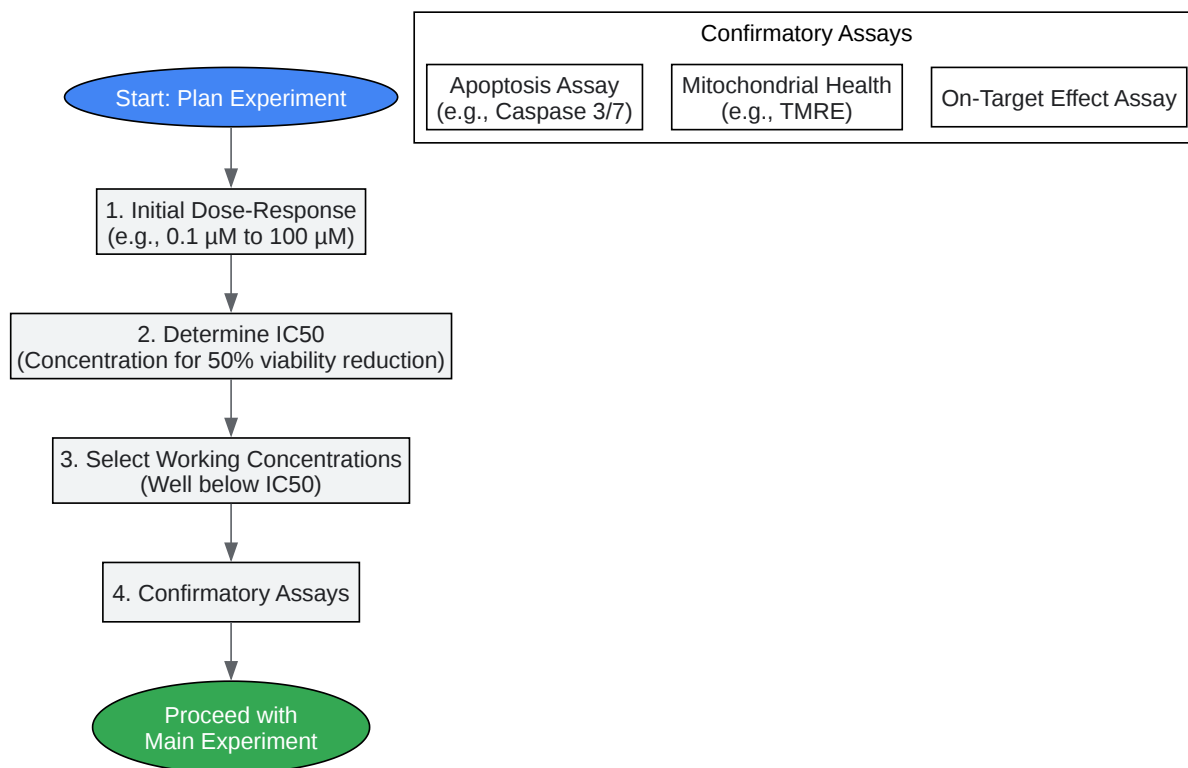 Confirmatory Assays
Apoptosis Assay
(e.g., Caspase 3/7)
Mitochondrial Health
(e.g., TMRE)
On-Target Effect Assay
Start: Plan Experiment
1. Initial Dose-Response
(e.g., 0.1 µM to 100 µM)
2. Determine IC50
(Concentration for 50% viability reduction)
3. Select Working Concentrations
(Well below IC50)
4. Confirmatory Assays
Proceed with
Main Experiment